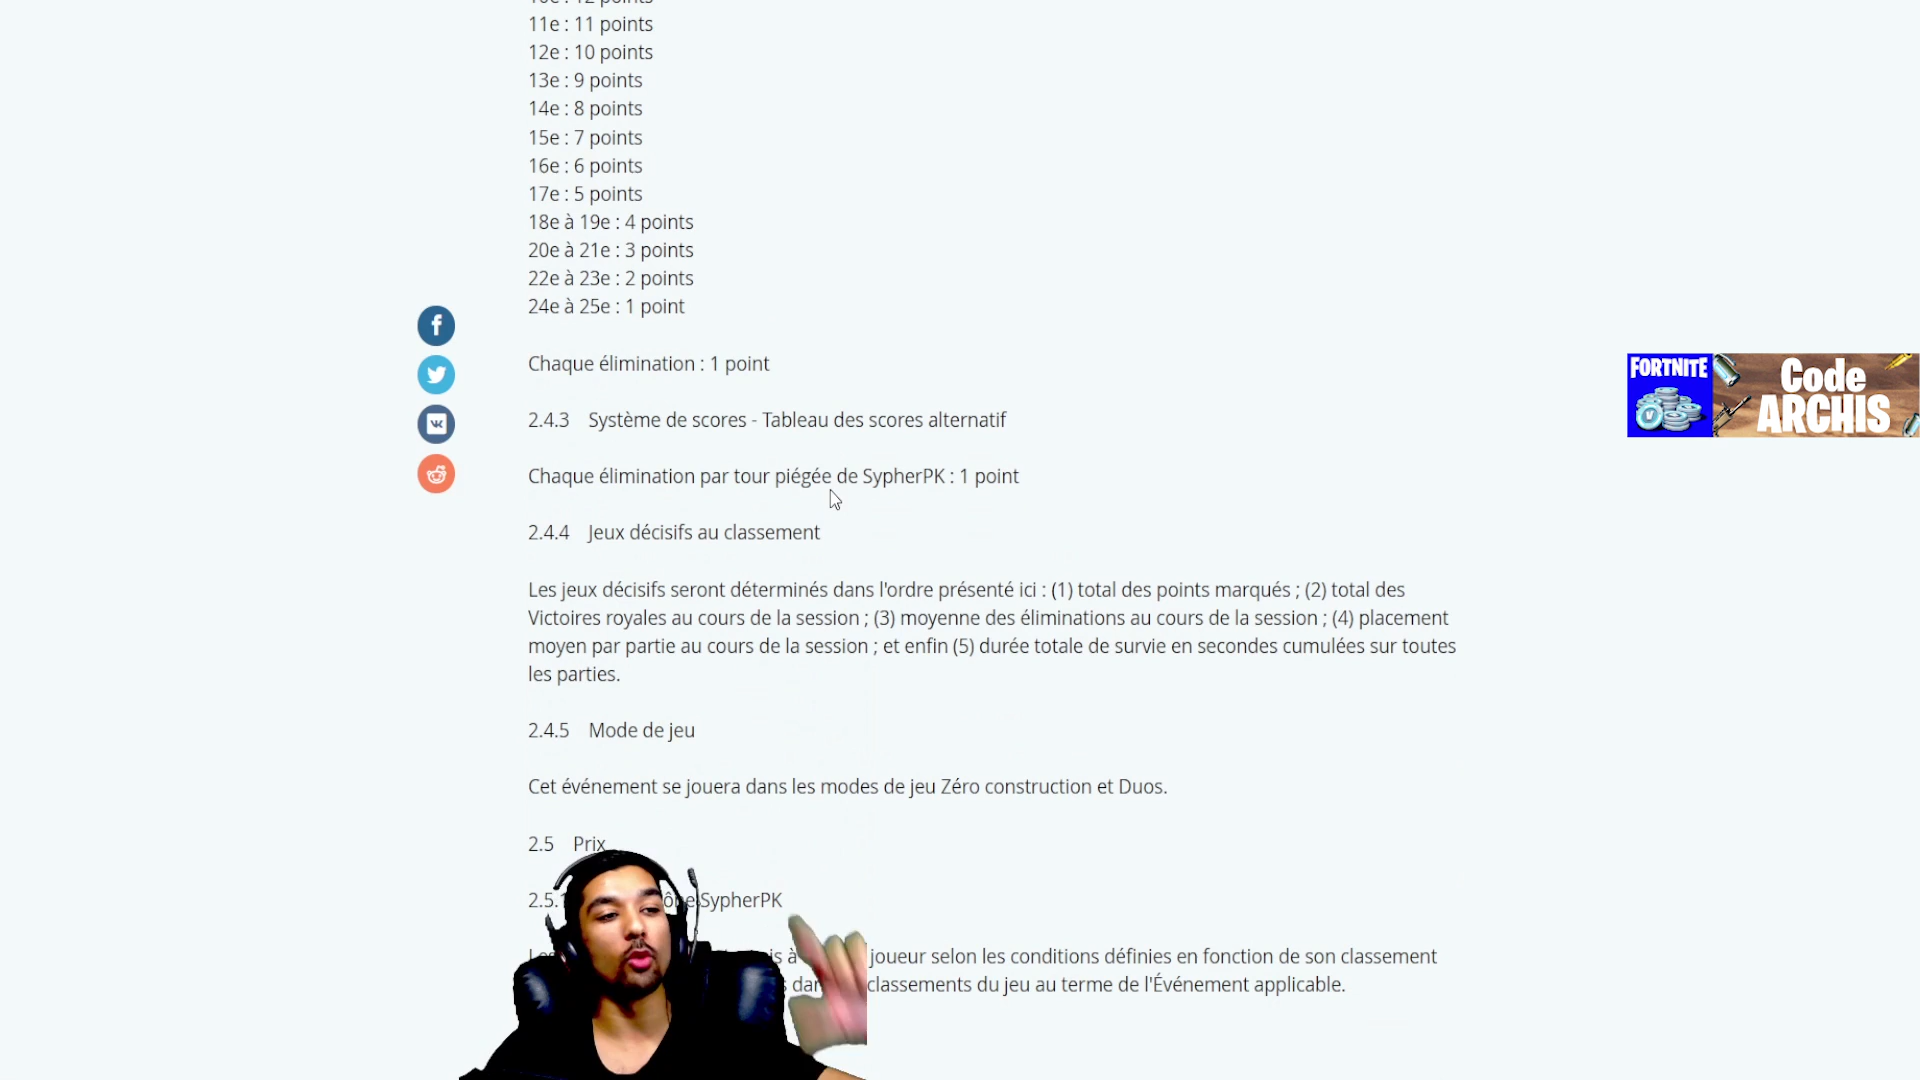 10e : 12 points
11e : 11 points
12e : 10 points
13e : 9 points
14e : 8 points
15e : 7 points
16e : 6 points
17e : 5 points
18e à 19e : 4 points
20e à 21e : 3 points
22e à 23e : 2 points
24e à 25e : 1 point
Chaque élimination : 1 point
2.4.3 Système de scores - Tableau des scores alternatif
Chaque élimination par tour piégée de SypherPK : 1 point
2.4.4 Jeux décisifs au classement
Les jeux décisifs seront déterminés dans l'ordre présenté ici : (1) total des points marqués ; (2) total des
Victoires royales au cours de la session ; (3) moyenne des éliminations au cours de la session ; (4) placement
moyen par partie au cours de la session ; et enfin (5) durée totale de survie en secondes cumulées sur toutes
les parties.
2.4.5 Mode de jeu
Cet événement se jouera dans les modes de jeu Zéro construction et Duos.
2.5 Prix
2.5. SypherPK
à joueur selon les conditions définies en fonction de son classement
classements du jeu au terme de l'Événement applicable.
FORTNITE
Code
ARCHIS